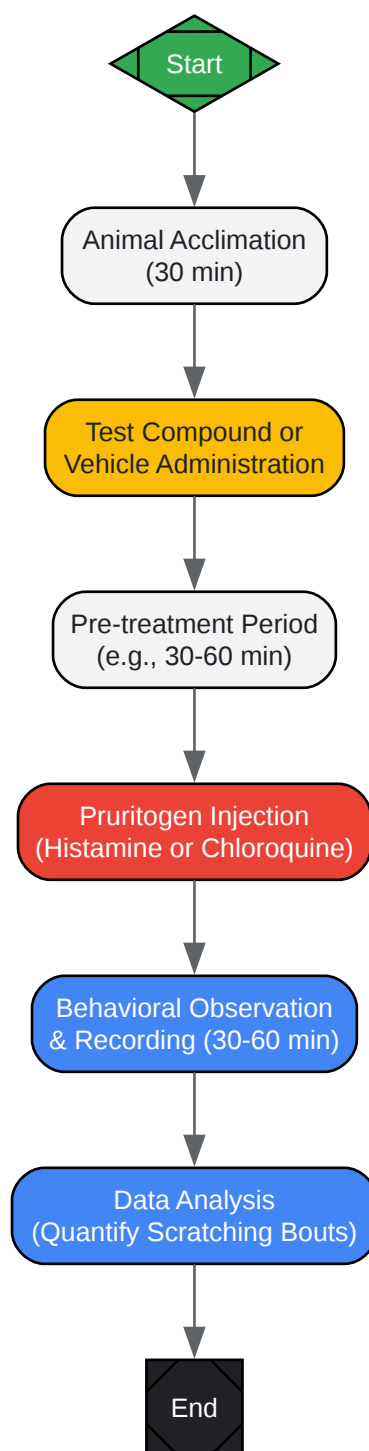 Start
Animal Acclimation
(30 min)
Test Compound or
Vehicle Administration
Pre-treatment Period
(e.g., 30-60 min)
Pruritogen Injection
(Histamine or Chloroquine)
Behavioral Observation
& Recording (30-60 min)
Data Analysis
(Quantify Scratching Bouts)
End